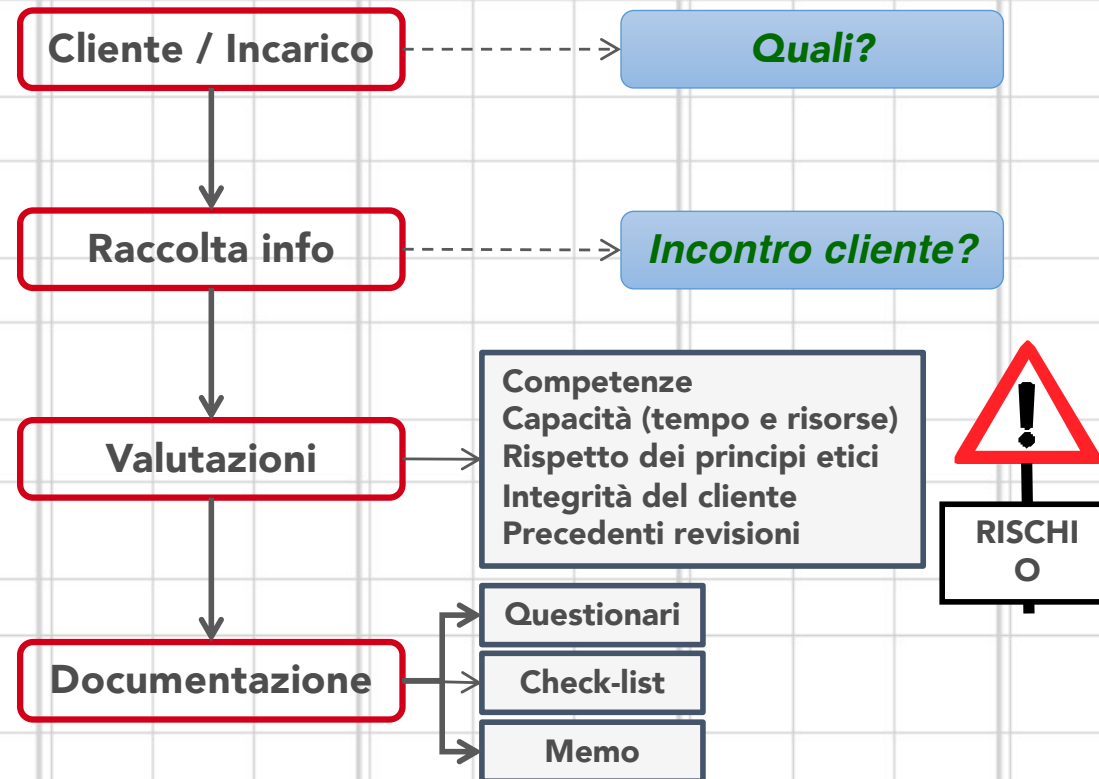 Cliente / Incarico
Quali?
Raccolta info
Incontro cliente?
Valutazioni
Competenze
Capacità (tempo e risorse)
Rispetto dei principi etici
Integrità del cliente
Precedenti revisioni
!
RISCHI
O
Documentazione
Questionari
Check-list
Memo